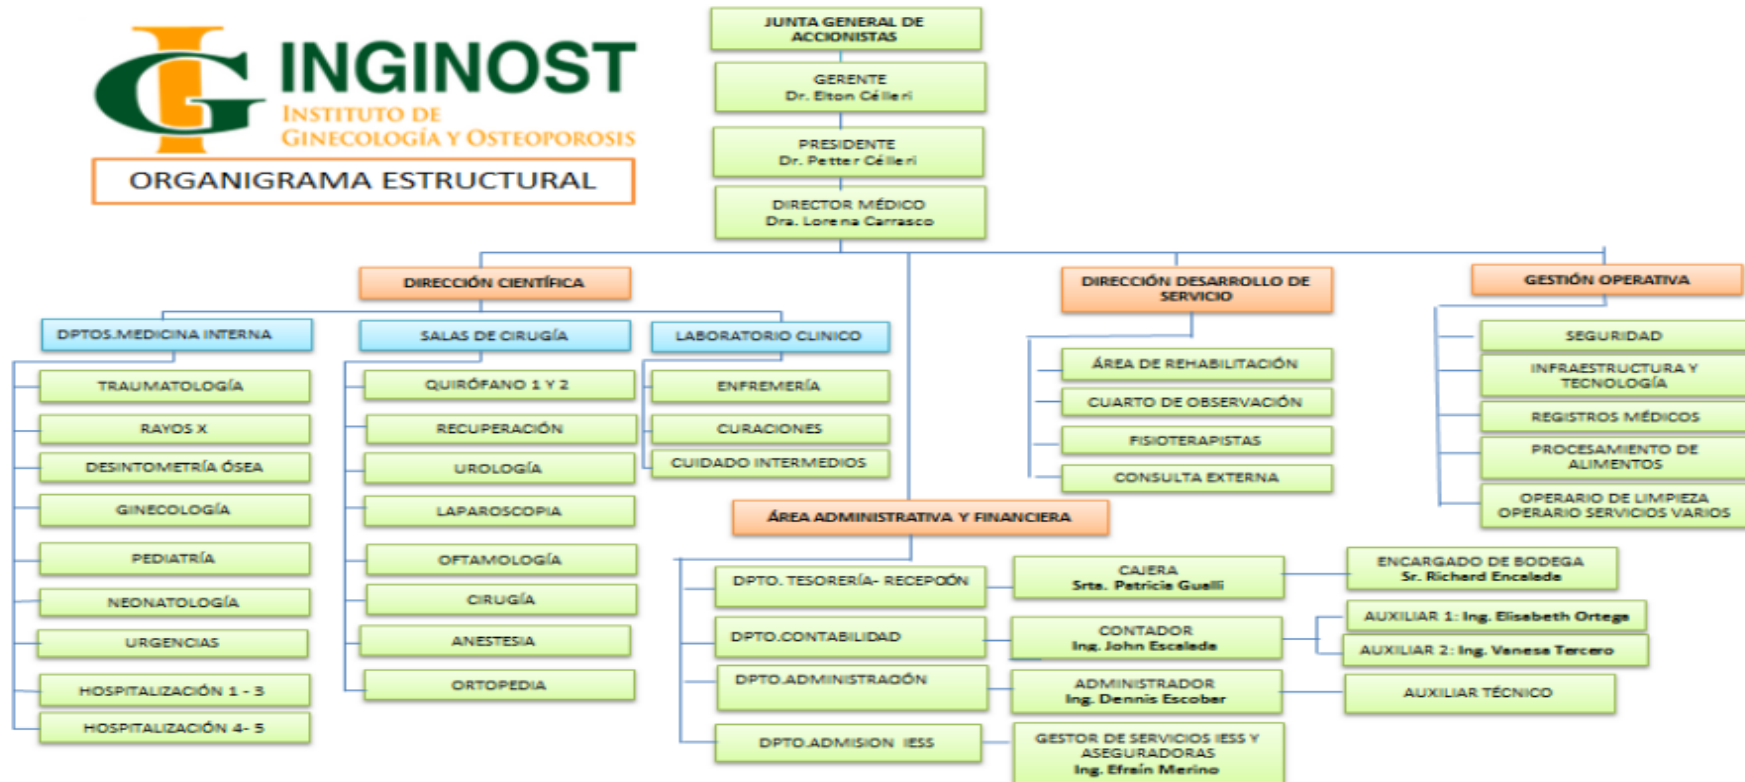 INGINOST
INSTITUTO DE
GINECOLOGÍA Y OSTEOPOROSIS
ORGANIGRAMA ESTRUCTURAL
JUNTA GENERAL DE
ACCIONISTAS
GERENTE
Dr. Elton Célleri
PRESIDENTE
Dr. Petter Célleri
DIRECTOR MÉDICO
Dra. Lorena Carrasco
DIRECCIÓN CIENTÍFICA
DPTOS.MEDICINA INTERNA
TRAUMATOLOGÍA
RAYOS X
DESINTOMETRÍA ÓSEA
GINECOLOGÍA
PEDIATRÍA
NEONATOLOGÍA
URGENCIAS
HOSPITALIZACIÓN 1 - 3
HOSPITALIZACIÓN 4- 5
SALAS DE CIRUGÍA
QUIRÓFANO 1 Y 2
RECUPERACIÓN
UROLOGÍA
LAPAROSCOPIA
OFTAMOLOGÍA
CIRUGÍA
ANESTESIA
ORTOPEDIA
LABORATORIO CLINICO
ENFREMERÍA
CURACIONES
CUIDADO INTERMEDIOS
DIRECCIÓN DESARROLLO DE
SERVICIO
ÁREA DE REHABILITACIÓN
CUARTO DE OBSERVACIÓN
FISIOTERAPISTAS
CONSULTA EXTERNA
GESTIÓN OPERATIVA
SEGURIDAD
INFRAESTRUCTURA Y
TECNOLOGÍA
REGISTROS MÉDICOS
PROCESAMIENTO DE
ALIMENTOS
OPERARIO DE LIMPIEZA
OPERARIO SERVICIOS VARIOS
ÁREA ADMINISTRATIVA Y FINANCIERA
DPTO. TESORERÍA- RECEPCIÓN
CAJERA
Srta. Patricia Gualli
ENCARGADO DE BODEGA
Sr. Richard Encalada
DPTO.CONTABILIDAD
CONTADOR
Ing. John Escalada
AUXILIAR 1: Ing. Elisabeth Ortega
AUXILIAR 2: Ing. Vanesa Tercero
DPTO.ADMINISTRACIÓN
ADMINISTRADOR
Ing. Dennis Escobar
AUXILIAR TÉCNICO
DPTO.ADMISION IESS
GESTOR DE SERVICIOS IESS Y
ASEGURADORAS
Ing. Efraín Merino